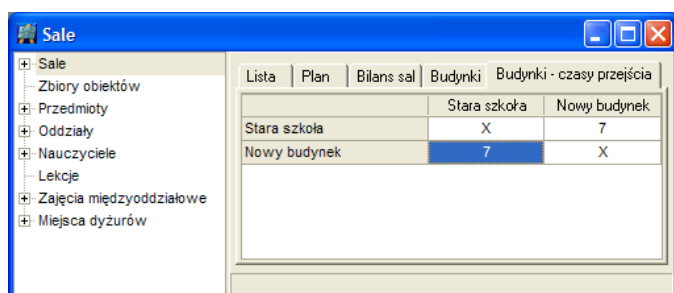 Sale
Sale
Zbiory obiektów
Przedmioty
Oddziały
Nauczyciele
Lekcje
Zajęcia międzyoddziałowe
Miejsca dyżurów
Lista Plan Bilans sal Budynki Budynki - czasy przejścia
Stara szkoła Nowy budynek
Stara szkoła X 7
Nowy budynek 7 X